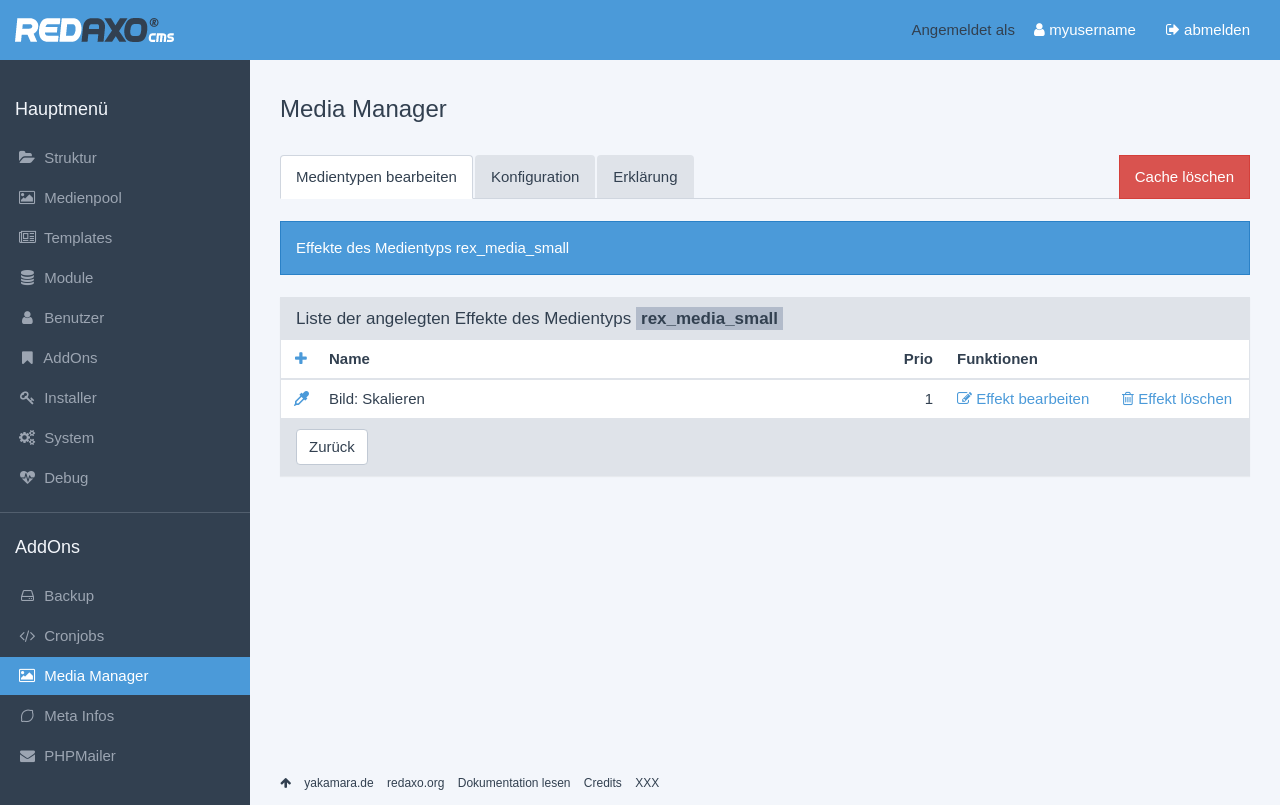 REDAXO® cms
Angemeldet als myusername abmelden
Hauptmenü
Struktur
Medienpool
Templates
Module
Benutzer
AddOns
Installer
System
Debug
AddOns
Backup
Cronjobs
Media Manager
Meta Infos
PHPMailer
Media Manager
Medientypen bearbeiten Konfiguration Erklärung Cache löschen
Effekte des Medientyps rex_media_small
Liste der angelegten Effekte des Medientyps rex_media_small
Name Prio Funktionen
Bild: Skalieren 1 Effekt bearbeiten Effekt löschen
Zurück
yakamara.de redaxo.org Dokumentation lesen Credits XXX